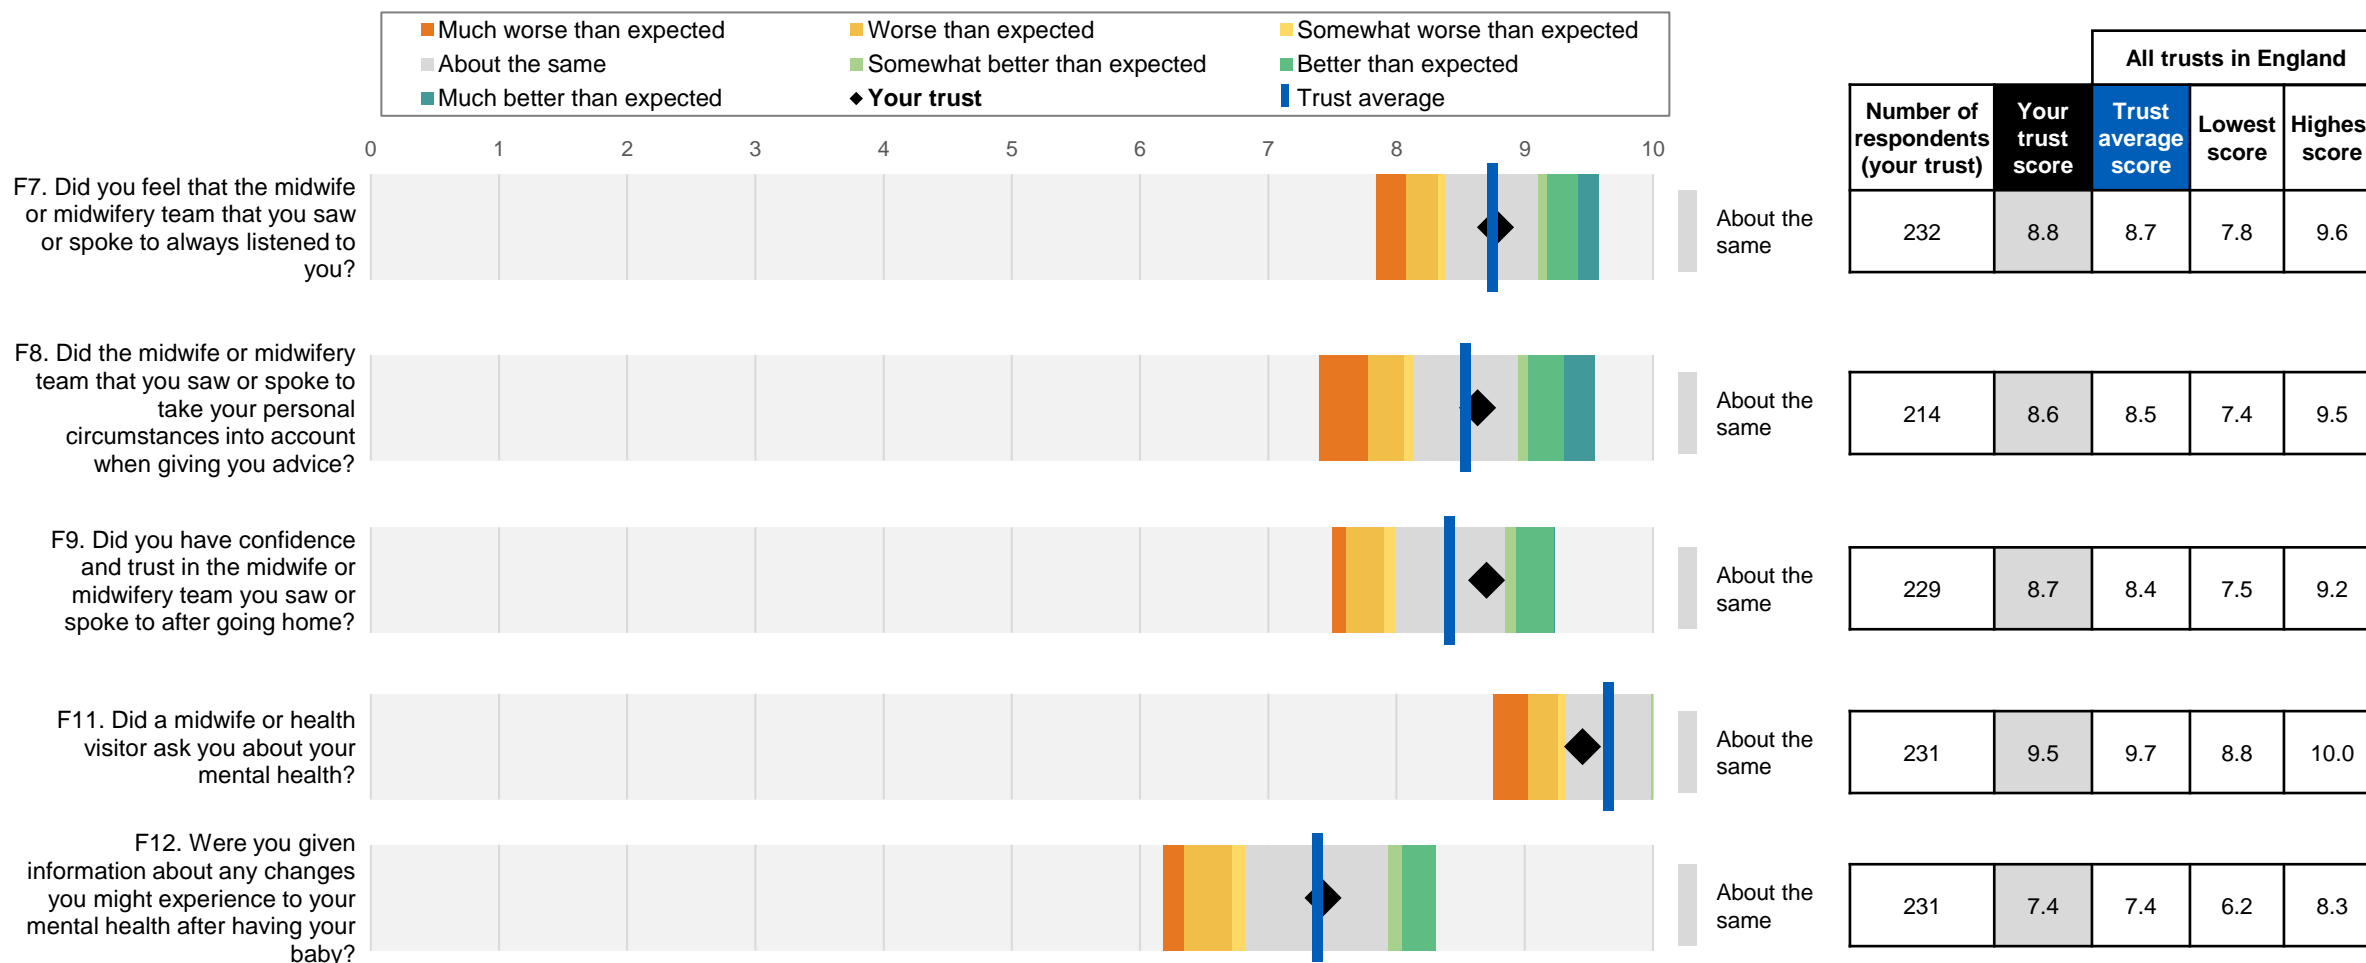 Much worse than expected
Worse than expected
Somewhat worse than expected
About the same
Somewhat better than expected
Better than expected
Much better than expected
Your trust
Trust average
All trusts in England
Number of
respondents
(your trust)
Your
trust
score
Trust
average
score
Lowest
score
Highes
score
0 1 2 3 4 5 6 7 8 9 10
F7. Did you feel that the midwife
or midwifery team that you saw
or spoke to always listened to
you?
About the
same
232 8.8 8.7 7.8 9.6
F8. Did the midwife or midwifery
team that you saw or spoke to
take your personal
circumstances into account
when giving you advice?
About the
same
214 8.6 8.5 7.4 9.5
F9. Did you have confidence
and trust in the midwife or
midwifery team you saw or
spoke to after going home?
About the
same
229 8.7 8.4 7.5 9.2
F11. Did a midwife or health
visitor ask you about your
mental health?
About the
same
231 9.5 9.7 8.8 10.0
F12. Were you given
information about any changes
you might experience to your
mental health after having your
baby?
About the
same
231 7.4 7.4 6.2 8.3